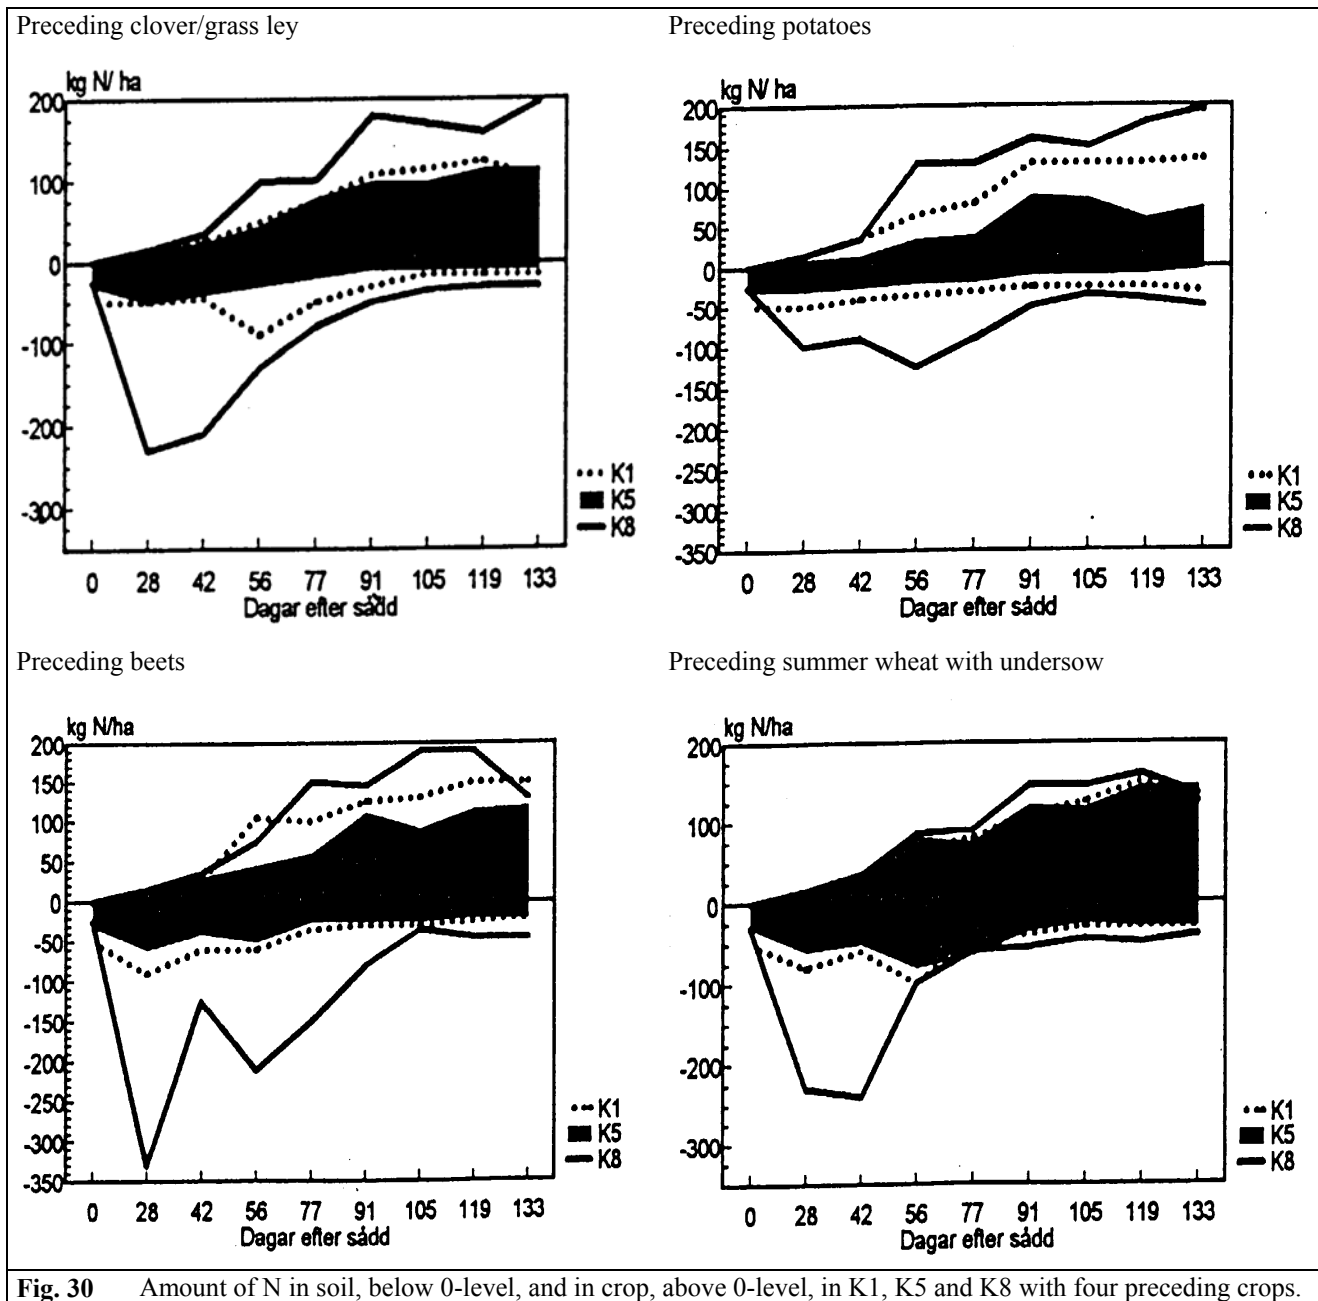 Preceding clover/grass ley
kg N/ ha
200
100
0
-100
-200
-300
0 28 42 56 77 91 105 119 133
Dagar efter sådd
K1
K5
K8
Preceding potatoes
kg N/ ha
200
150
100
50
0
-50
-100
-150
-200
-250
-300
-350
0 28 42 56 77 91 105 119 133
Dagar efter sådd
K1
K5
K8
Preceding beets
kg N/ha
200
150
100
50
0
-50
-100
-150
-200
-250
-300
-350
0 28 42 56 77 91 105 119 133
Dagar efter sådd
K1
K5
K8
Preceding summer wheat with undersow
kg N/ha
200
100
0
-100
-200
-300
0 28 42 56 77 91 105 119 133
Dagar efter sådd
K1
K5
K8
Fig. 30 Amount of N in soil, below 0-level, and in crop, above 0-level, in K1, K5 and K8 with four preceding crops.